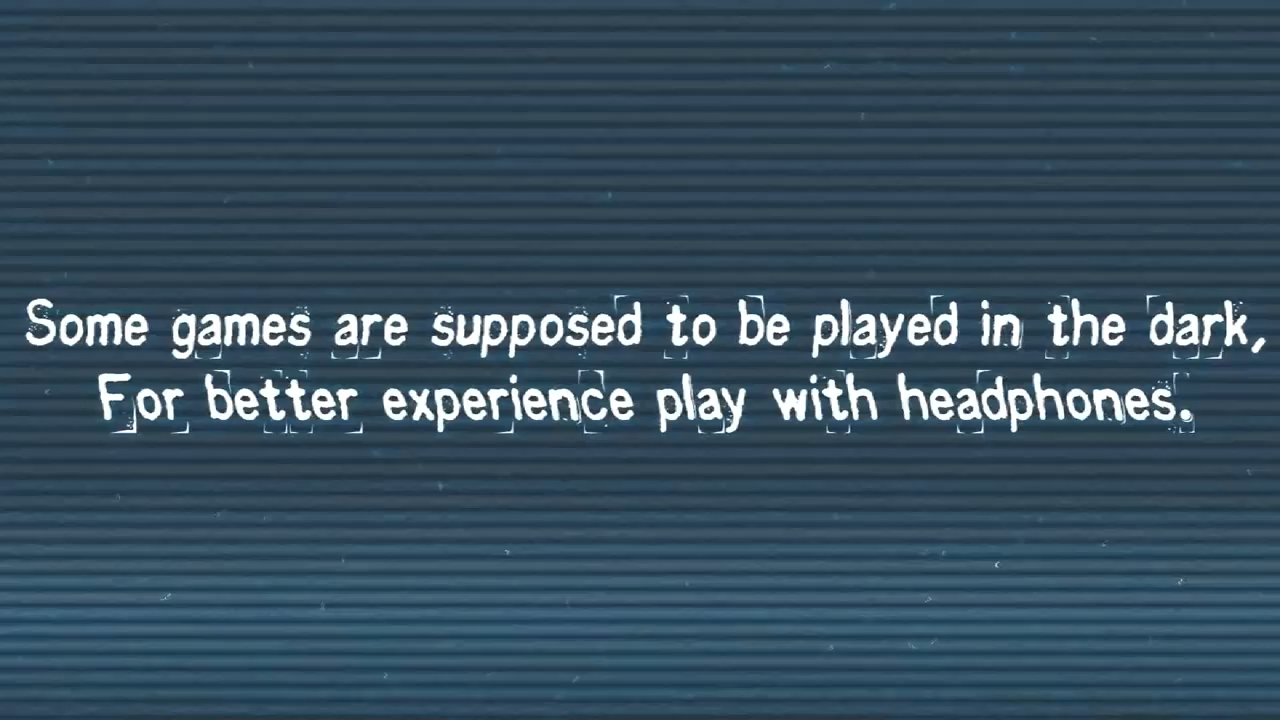 Some games are supposed to be played in the dark,
For better experience play with headphones.